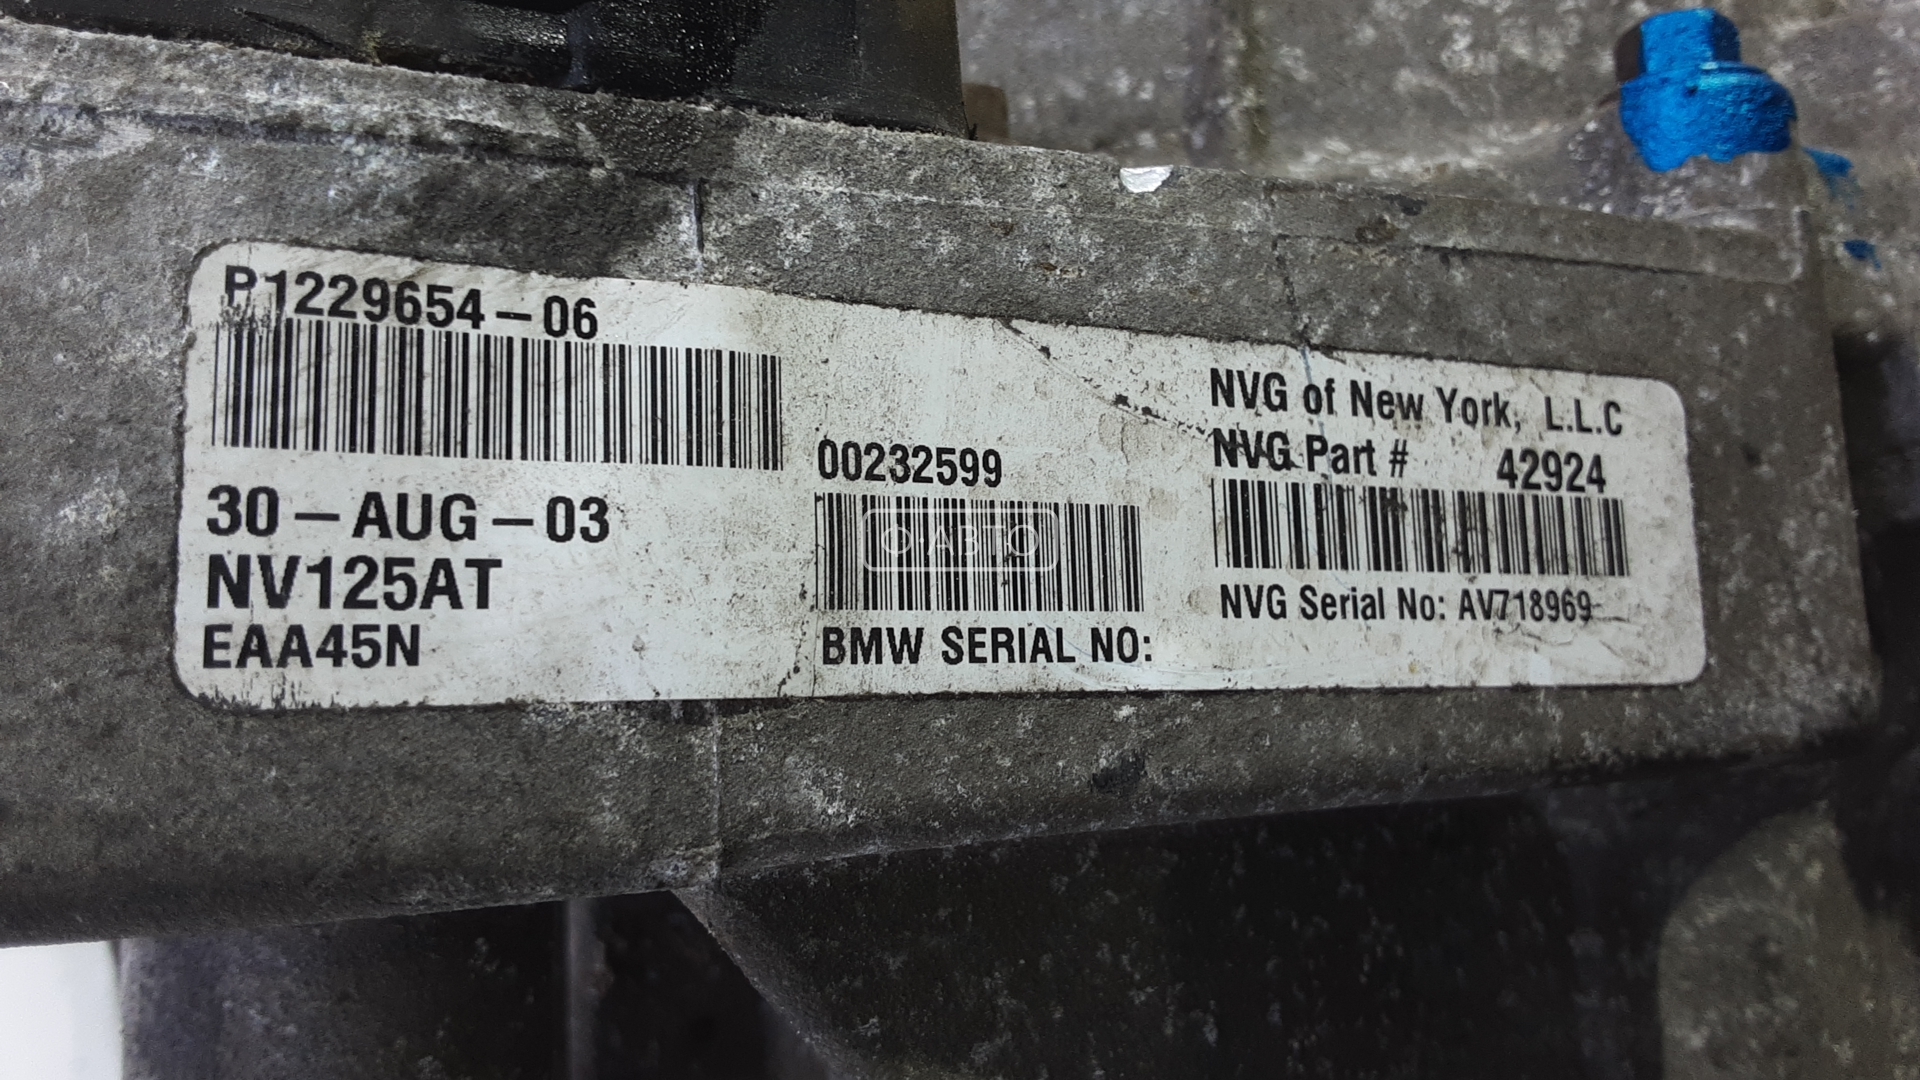 P1229654-06
30-AUG-03
NV125AT
EAA45N
00232599
BMW SERIAL NO:
NVG of New York, L.L.C
NVG Part # 42924
NVG Serial No: AV718969
О·АВТО